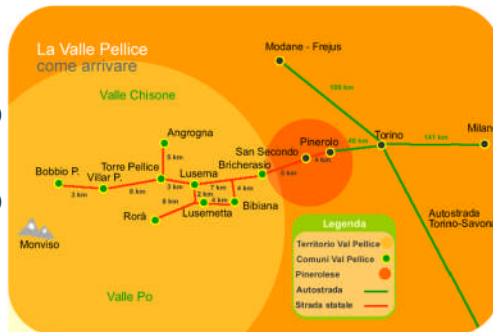 La Valle Pellice
come arrivare
Modane - Frejus
Valle Chisone
Angrogna
San Secondo
Pinerolo
40 km
Torino
141 km
Milano
4 km
Bobbio P.
Villar P.
Torre Pellice
5 km
Luserna
Bricherasio
5 km
3 km
6 km
3 km
7 km
4 km
2 km
4 km
8 km
Rorà
Lusernetta
Bibiana
Monviso
Valle Po
Autostrada
Torino-Savona
Legenda
Territorio Val Pellice
Comuni Val Pellice
Pinerolese
Autostrada
Strada statale